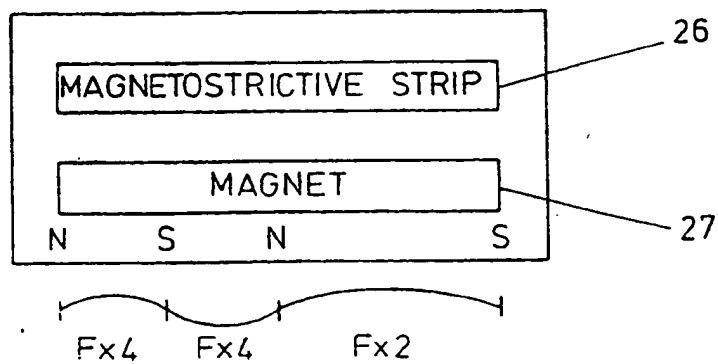 26
MAGNETOSTRICTIVE STRIP
MAGNET
27
N S N S
Fx4 Fx4 Fx2